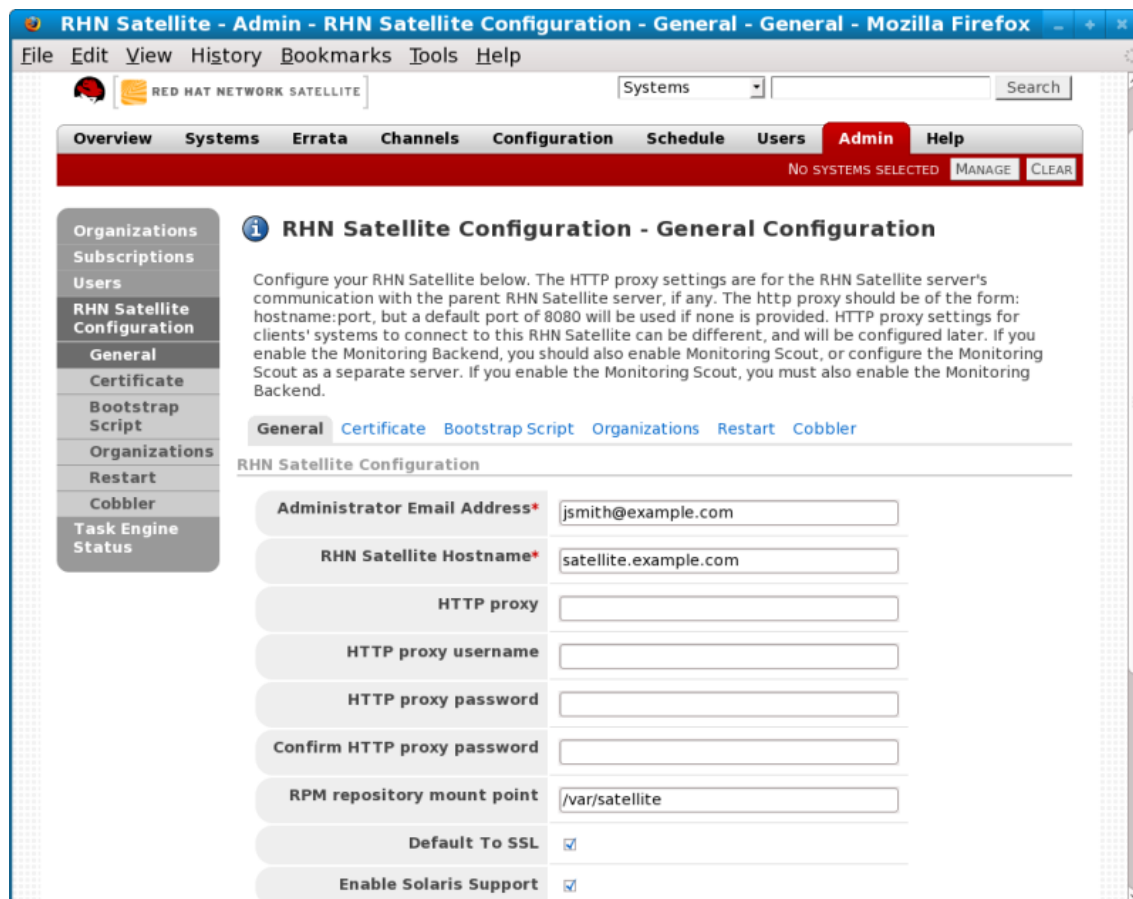 RHN Satellite - Admin - RHN Satellite Configuration - General - General - Mozilla Firefox
File Edit View History Bookmarks Tools Help
RED HAT NETWORK SATELLITE
Systems
Search
Overview Systems Errata Channels Configuration Schedule Users Admin Help
NO SYSTEMS SELECTED MANAGE CLEAR
Organizations
Subscriptions
Users
RHN Satellite
Configuration
General
Certificate
Bootstrap
Script
Organizations
Restart
Cobbler
Task Engine
Status
RHN Satellite Configuration - General Configuration
Configure your RHN Satellite below. The HTTP proxy settings are for the RHN Satellite server's
communication with the parent RHN Satellite server, if any. The http proxy should be of the form:
hostname:port, but a default port of 8080 will be used if none is provided. HTTP proxy settings for
clients' systems to connect to this RHN Satellite can be different, and will be configured later. If you
enable the Monitoring Backend, you should also enable Monitoring Scout, or configure the Monitoring
Scout as a separate server. If you enable the Monitoring Scout, you must also enable the Monitoring
Backend.
General Certificate Bootstrap Script Organizations Restart Cobbler
RHN Satellite Configuration
Administrator Email Address* jsmith@example.com
RHN Satellite Hostname* satellite.example.com
HTTP proxy
HTTP proxy username
HTTP proxy password
Confirm HTTP proxy password
RPM repository mount point /var/satellite
Default To SSL
Enable Solaris Support